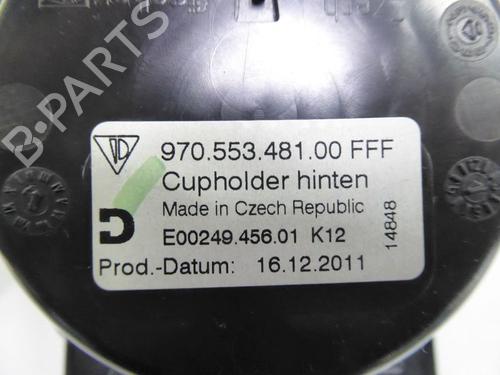 970.553.481.00 FFF
Cupholder hinten
Made in Czech Republic
E00249.456.01 K12
Prod.-Datum: 16.12.2011
14848
B-PARTS